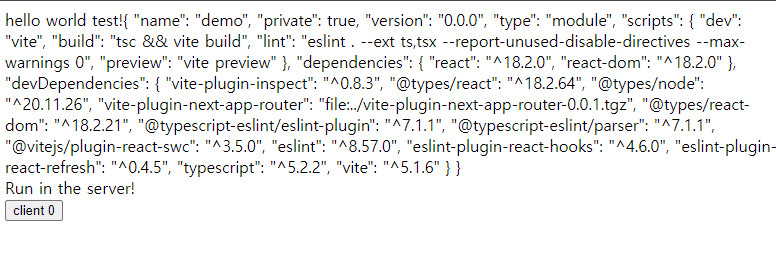 hello world test!{ "name": "demo", "private": true, "version": "0.0.0", "type": "module", "scripts": { "dev":
"vite", "build": "tsc && vite build", "lint": "eslint . --ext ts,tsx --report-unused-disable-directives --max-
warnings 0", "preview": "vite preview" }, "dependencies": { "react": "^18.2.0", "react-dom": "^18.2.0" },
"devDependencies": { "vite-plugin-inspect": "^0.8.3", "@types/react": "^18.2.64", "@types/node":
"^20.11.26", "vite-plugin-next-app-router": "file:../vite-plugin-next-app-router-0.0.1.tgz", "@types/react-
dom": "^18.2.21", "@typescript-eslint/eslint-plugin": "^7.1.1", "@typescript-eslint/parser": "^7.1.1",
"@vitejs/plugin-react-swc": "^3.5.0", "eslint": "^8.57.0", "eslint-plugin-react-hooks": "^4.6.0", "eslint-plugin-
react-refresh": "^0.4.5", "typescript": "^5.2.2", "vite": "^5.1.6" } }
Run in the server!
client 0